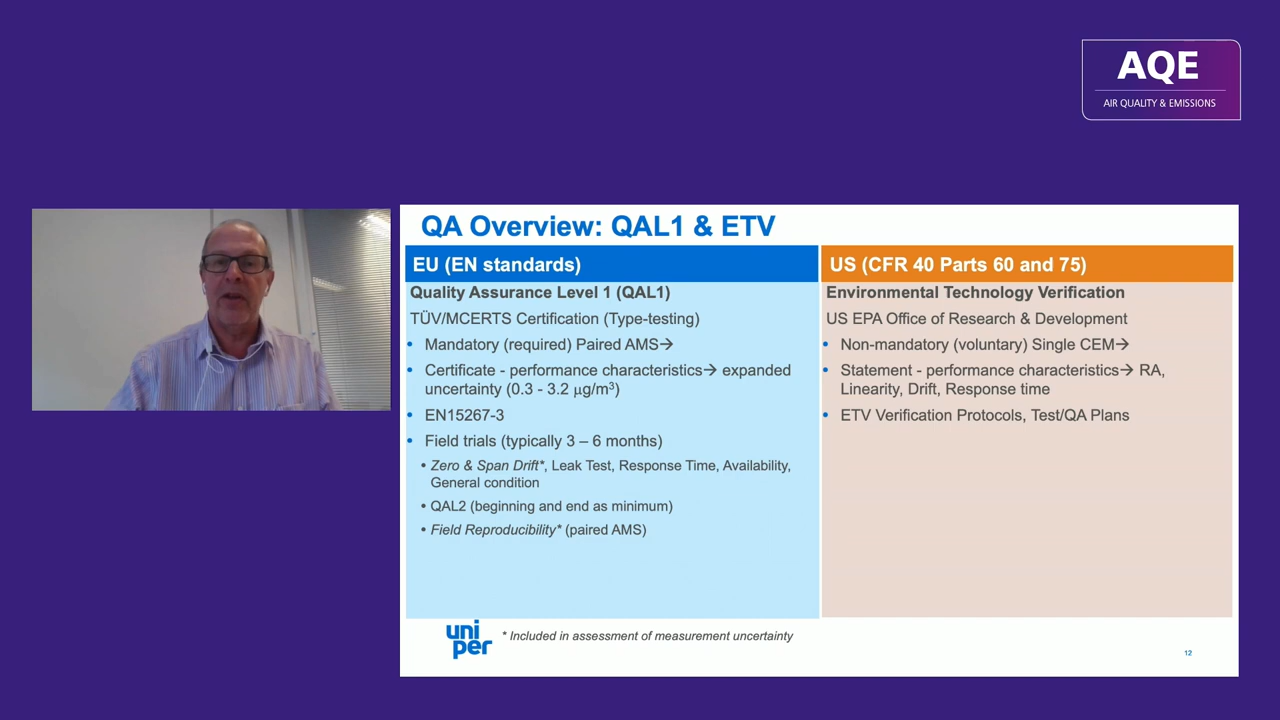 AQE
AIR QUALITY & EMISSIONS
QA Overview: QAL1 & ETV
EU (EN standards)
Quality Assurance Level 1 (QAL1)
TÜV/MCERTS Certification (Type-testing)
• Mandatory (required) Paired AMS→
• Certificate - performance characteristics→ expanded
uncertainty (0.3 - 3.2 µg/m³)
• EN15267-3
• Field trials (typically 3 – 6 months)
• Zero & Span Drift*, Leak Test, Response Time, Availability,
General condition
• QAL2 (beginning and end as minimum)
• Field Reproducibility* (paired AMS)
US (CFR 40 Parts 60 and 75)
Environmental Technology Verification
US EPA Office of Research & Development
• Non-mandatory (voluntary) Single CEM→
• Statement - performance characteristics→ RA,
Linearity, Drift, Response time
• ETV Verification Protocols, Test/QA Plans
uni
per
* Included in assessment of measurement uncertainty
12